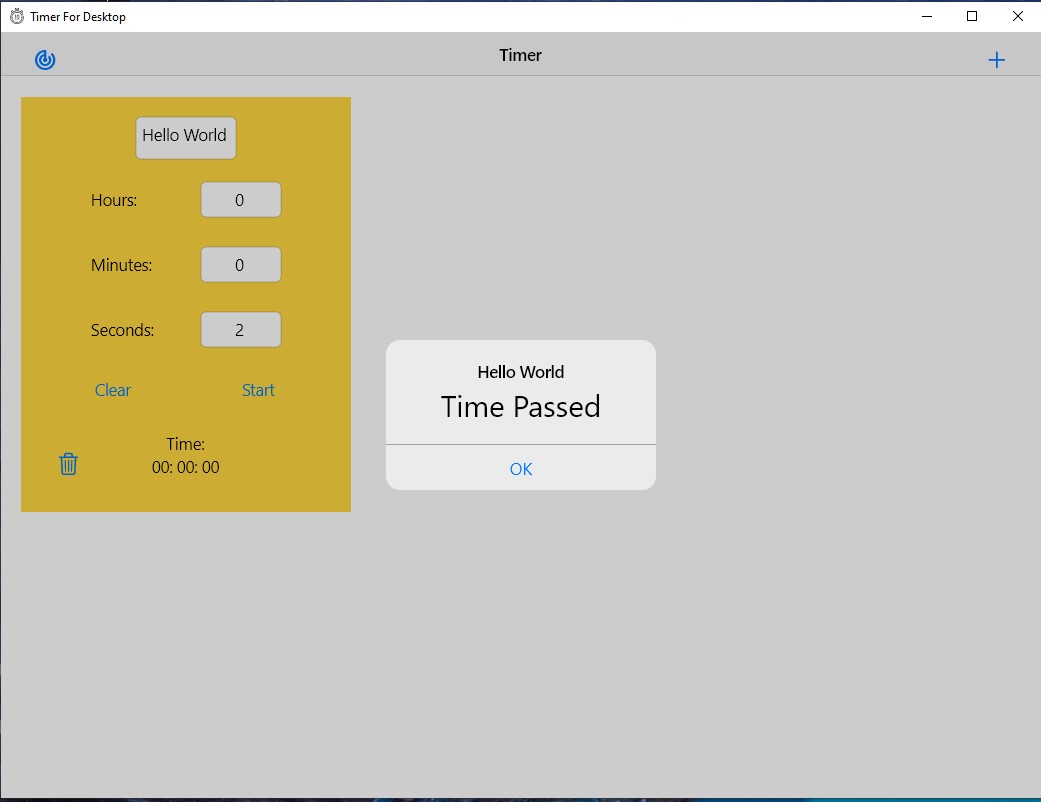 Timer For Desktop
Timer
Hello World
Hours: 0
Minutes: 0
Seconds: 2
Clear Start
Time:
00: 00: 00
Hello World
Time Passed
OK